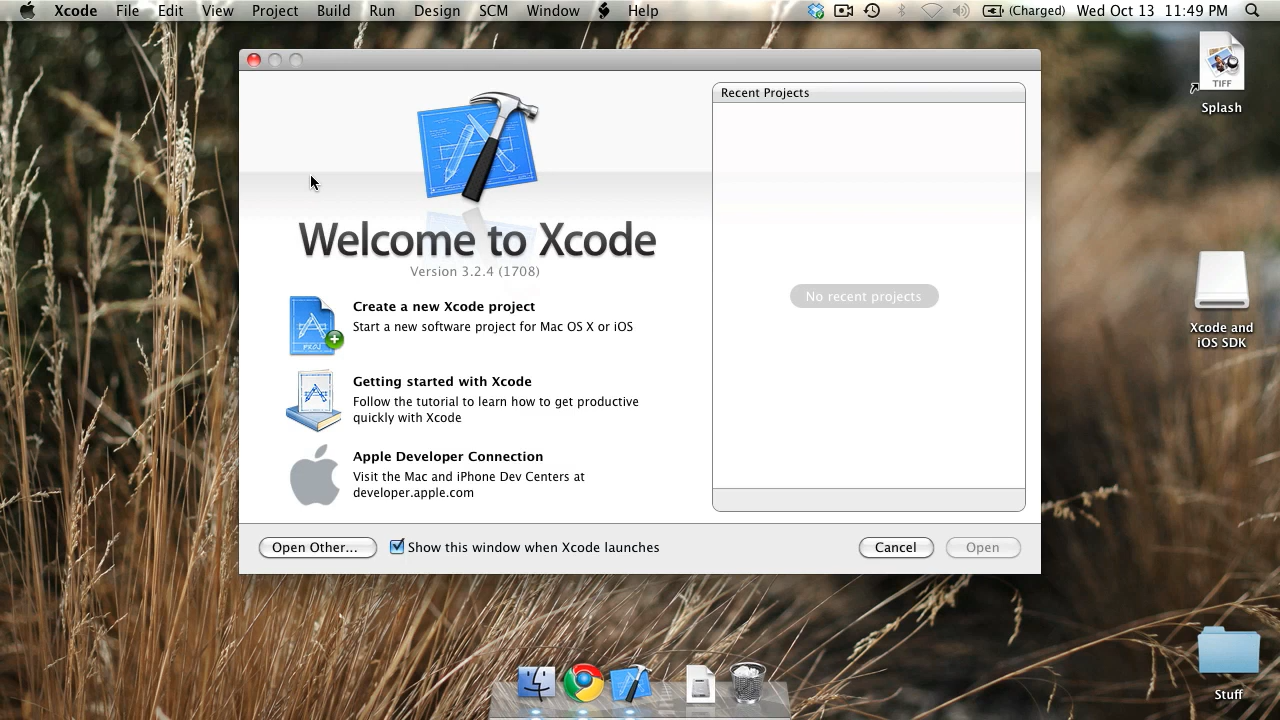 Xcode File Edit View Project Build Run Design SCM Window Help (Charged) Wed Oct 13 11:49 PM
TIFF
Splash
Recent Projects
Welcome to Xcode
Version 3.2.4 (1708)
No recent projects
Create a new Xcode project
Start a new software project for Mac OS X or iOS
PROJ
Getting started with Xcode
Follow the tutorial to learn how to get productive
quickly with Xcode
Apple Developer Connection
Visit the Mac and iPhone Dev Centers at
developer.apple.com
Open Other...
Show this window when Xcode launches
Cancel
Open
Xcode and
iOS SDK
Stuff